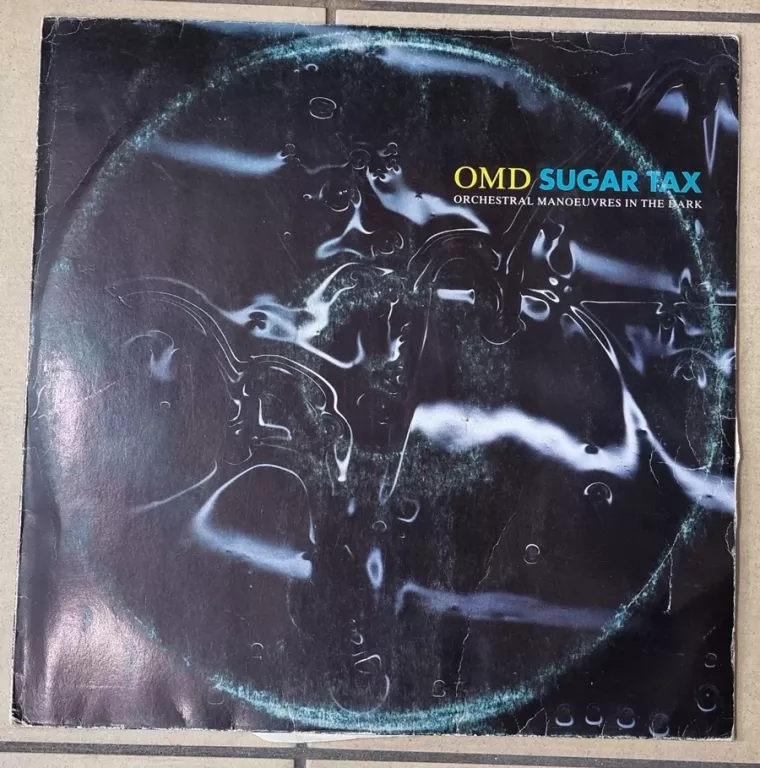 OMD SUGAR TAX
ORCHESTRAL MANOEUVRES IN THE DARK